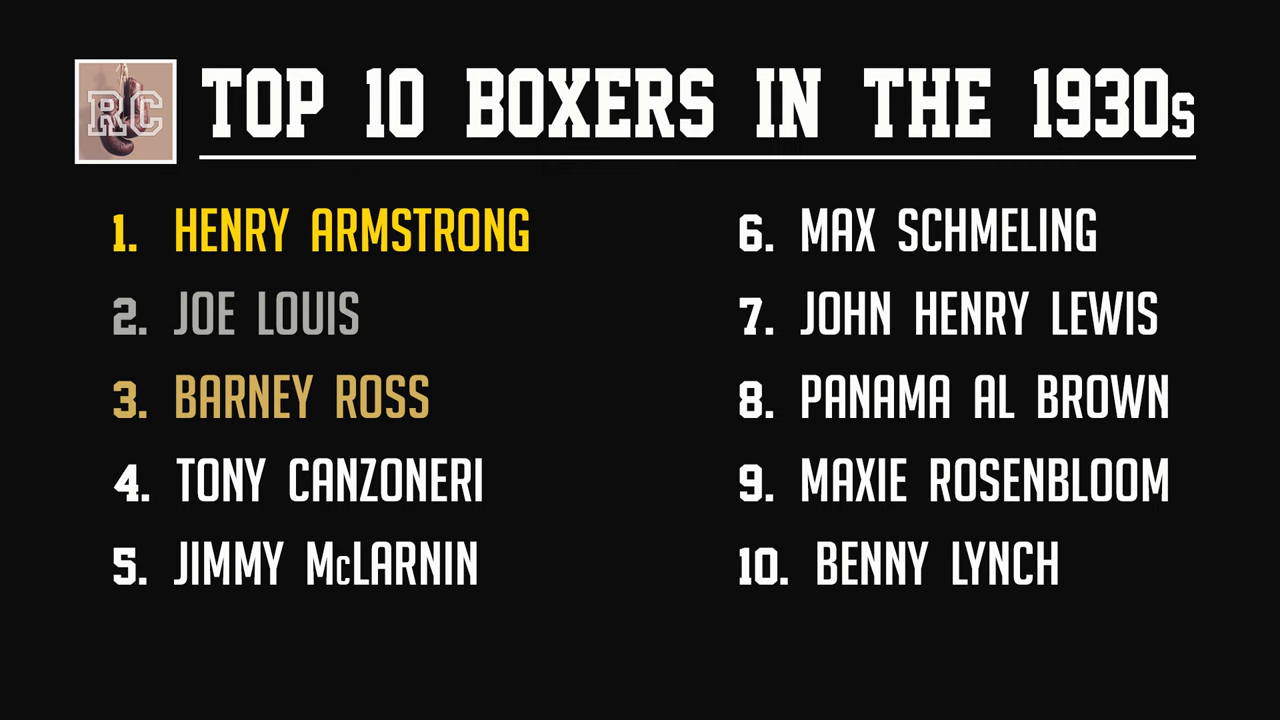 RC
TOP 10 BOXERS IN THE 1930s
1. HENRY ARMSTRONG
2. JOE LOUIS
3. BARNEY ROSS
4. TONY CANZONERI
5. JIMMY McLARNIN
6. MAX SCHMELING
7. JOHN HENRY LEWIS
8. PANAMA AL BROWN
9. MAXIE ROSENBLOOM
10. BENNY LYNCH